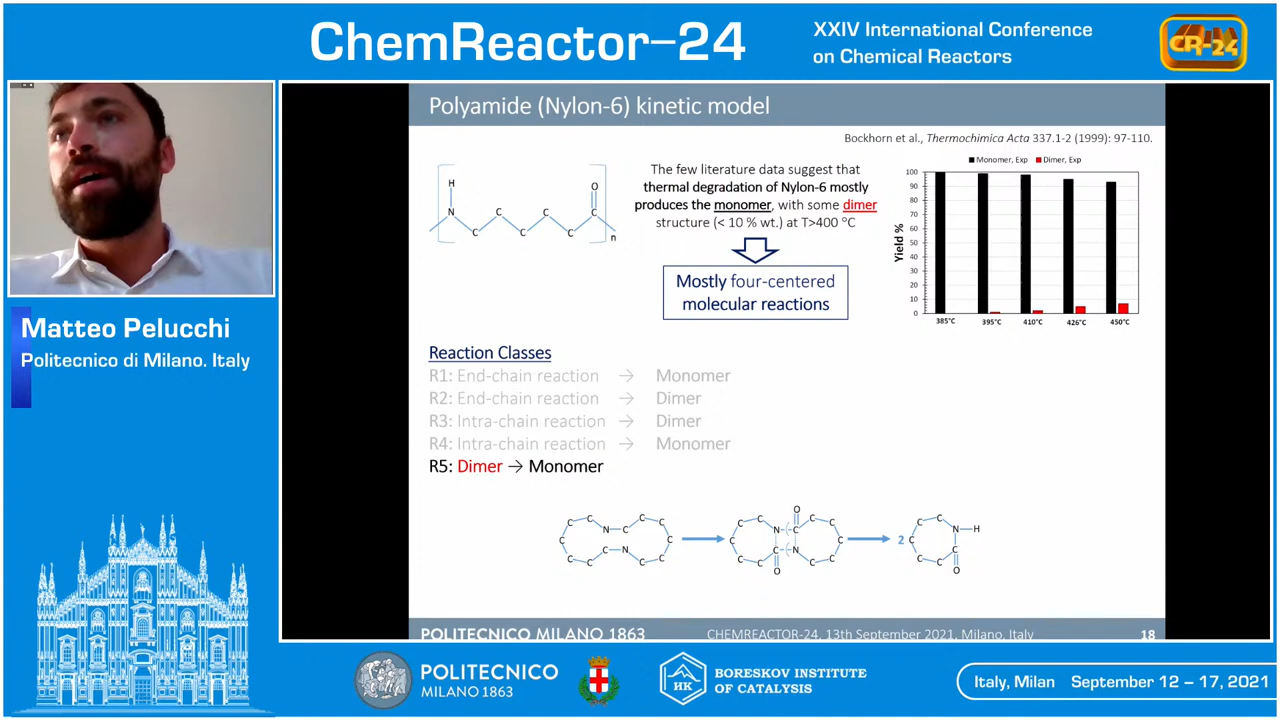 ChemReactor–24
XXIV International Conference
on Chemical Reactors
CR-24
Matteo Pelucchi
Politecnico di Milano. Italy
Polyamide (Nylon-6) kinetic model
Bockhorn et al., Thermochimica Acta 337.1-2 (1999): 97-110.
H
N
C
C
C
C
C
O
n
The few literature data suggest that
thermal degradation of Nylon-6 mostly
produces the monomer, with some dimer
structure (< 10 % wt.) at T>400 °C
Mostly four-centered
molecular reactions
Monomer, Exp
Dimer, Exp
Yield %
100
90
80
70
60
50
40
30
20
10
0
385°C
395°C
410°C
426°C
450°C
Reaction Classes
R1: End-chain reaction → Monomer
R2: End-chain reaction → Dimer
R3: Intra-chain reaction → Dimer
R4: Intra-chain reaction → Monomer
R5: Dimer → Monomer
2
POLITECNICO MILANO 1863
CHEMREACTOR-24, 13th September 2021, Milano, Italy
18
POLITECNICO
MILANO 1863
НК
BORESKOV INSTITUTE
OF CATALYSIS
Italy, Milan September 12 – 17, 2021